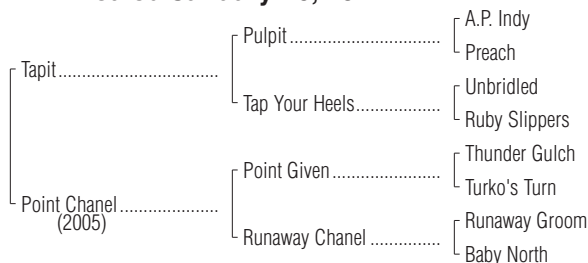 A.P. Indy
Pulpit
Preach
Tapit
Unbridled
Tap Your Heels
Ruby Slippers
Thunder Gulch
Point Given
Turko's Turn
Point Chanel
(2005)
Runaway Groom
Runaway Chanel
Baby North